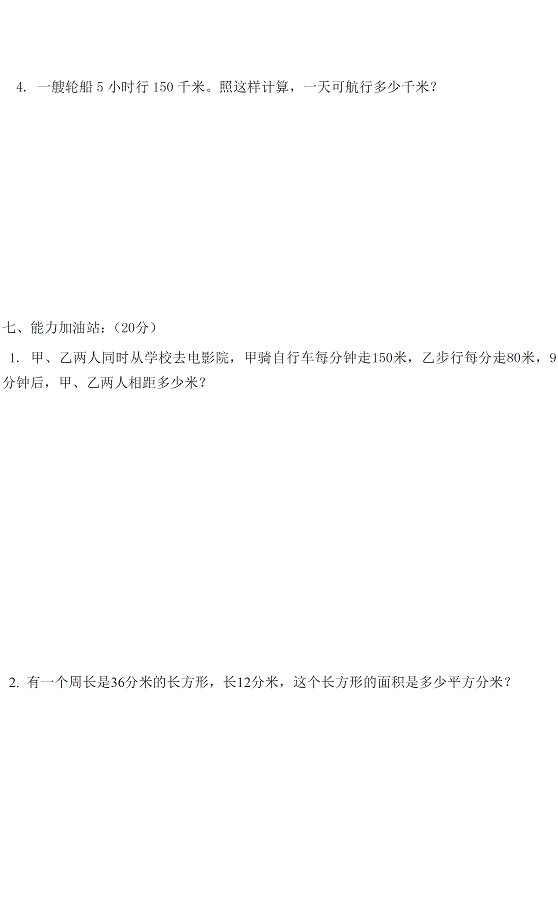 4. 一艘轮船 5 小时行 150 千米。照这样计算，一天可航行多少千米？
七、能力加油站：（20分）
1. 甲、乙两人同时从学校去电影院，甲骑自行车每分钟走150米，乙步行每分走80米，9
分钟后，甲、乙两人相距多少米？
2. 有一个周长是36分米的长方形，长12分米，这个长方形的面积是多少平方分米？